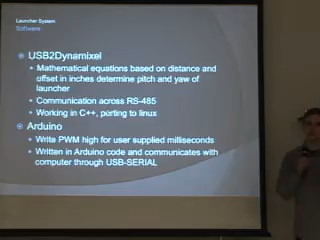 Launcher System
Software
USB2Dynamixel
Mathematical equations based on distance and
offset in inches determine pitch and yaw of
launcher
Communication across RS-485
Working in C++, porting to linux
Arduino
Write PWM high for user supplied milliseconds
Written in Arduino code and communicates with
computer through USB-SERIAL